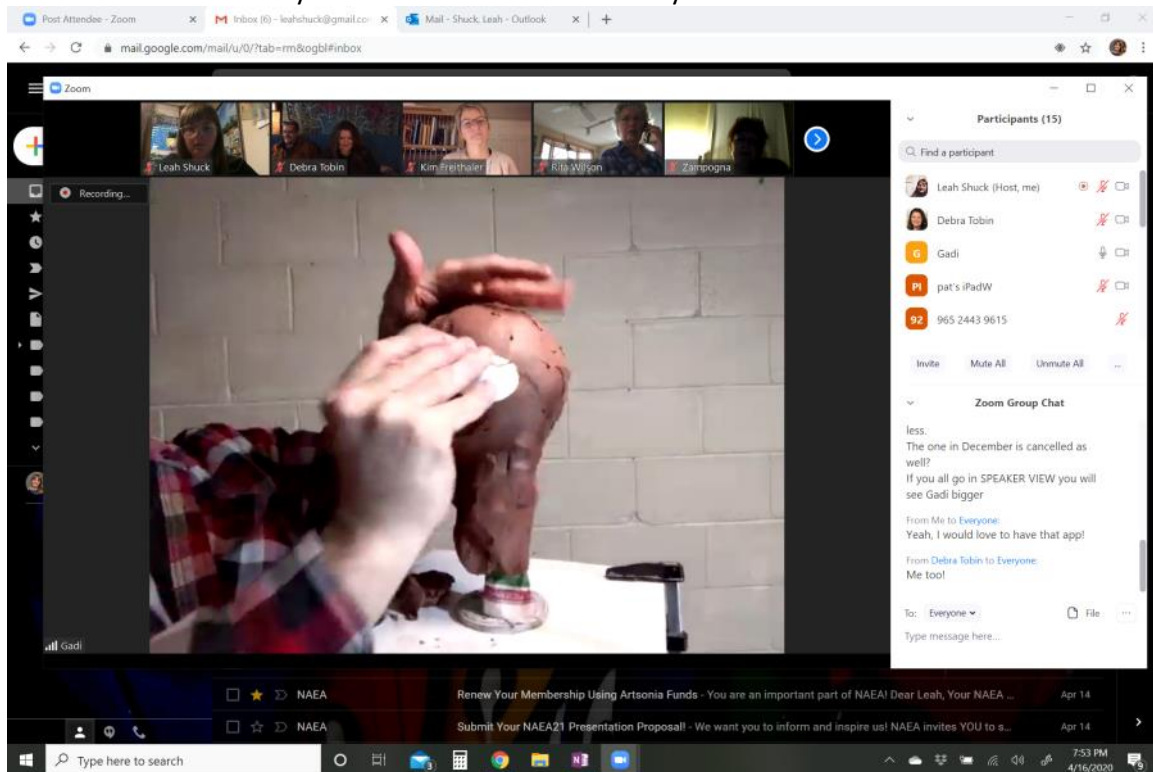 Post Attendee - Zoom
Inbox (6) - leahshuck@gmail.co
Mail - Shuck, Leah - Outlook
mail.google.com/mail/u/0/?tab=rm&ogbl#inbox
Zoom
Leah Shuck
Debra Tobin
Kim Freithaler
Rita Wilson
Zampogna
Recording...
Gadi
Participants (15)
Find a participant
Leah Shuck (Host, me)
Debra Tobin
G Gadi
PI pat's iPadW
92 965 2443 9615
Invite Mute All Unmute All ...
Zoom Group Chat
less.
The one in December is cancelled as
well?
If you all go in SPEAKER VIEW you will
see Gadi bigger
From Me to Everyone:
Yeah, I would love to have that app!
From Debra Tobin to Everyone:
Me too!
To: Everyone File ...
Type message here...
NAEA Renew Your Membership Using Artsonia Funds - You are an important part of NAEA! Dear Leah, Your NAEA ... Apr 14
NAEA Submit Your NAEA21 Presentation Proposal! - We want you to inform and inspire us! NAEA invites YOU to s... Apr 14
Type here to search
7:53 PM
4/16/2020